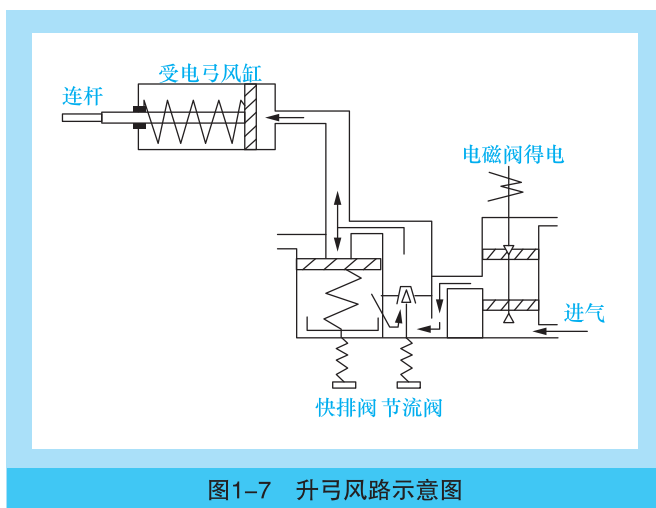 受电弓风缸
连杆
电磁阀得电
进气
快排阀 节流阀
图1-7 升弓风路示意图